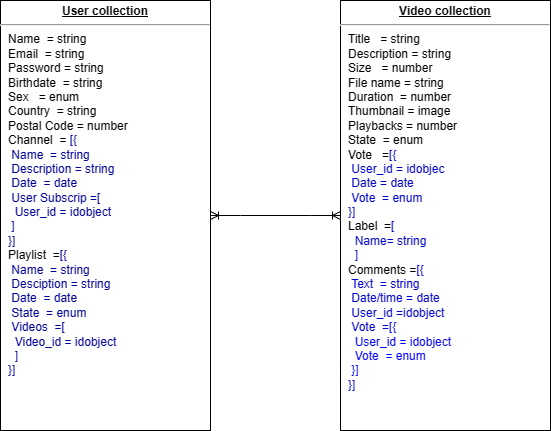 User collection
Name = string
Email = string
Password = string
Birthdate = string
Sex = enum
Country = string
Postal Code = number
Channel = [{
Name = string
Description = string
Date = date
User Subscrip =[
User_id = idobject
]
}]
Playlist =[{
Name = string
Desciption = string
Date = date
State = enum
Videos =[
Video_id = idobject
]
}]
Video collection
Title = string
Description = string
Size = number
File name = string
Duration = number
Thumbnail = image
Playbacks = number
State = enum
Vote =[{
User_id = idobjec
Date = date
Vote = enum
}]
Label =[
Name= string
]
Comments =[{
Text = string
Date/time = date
User_id =idobject
Vote =[{
User_id = idobject
Vote = enum
}]
}]